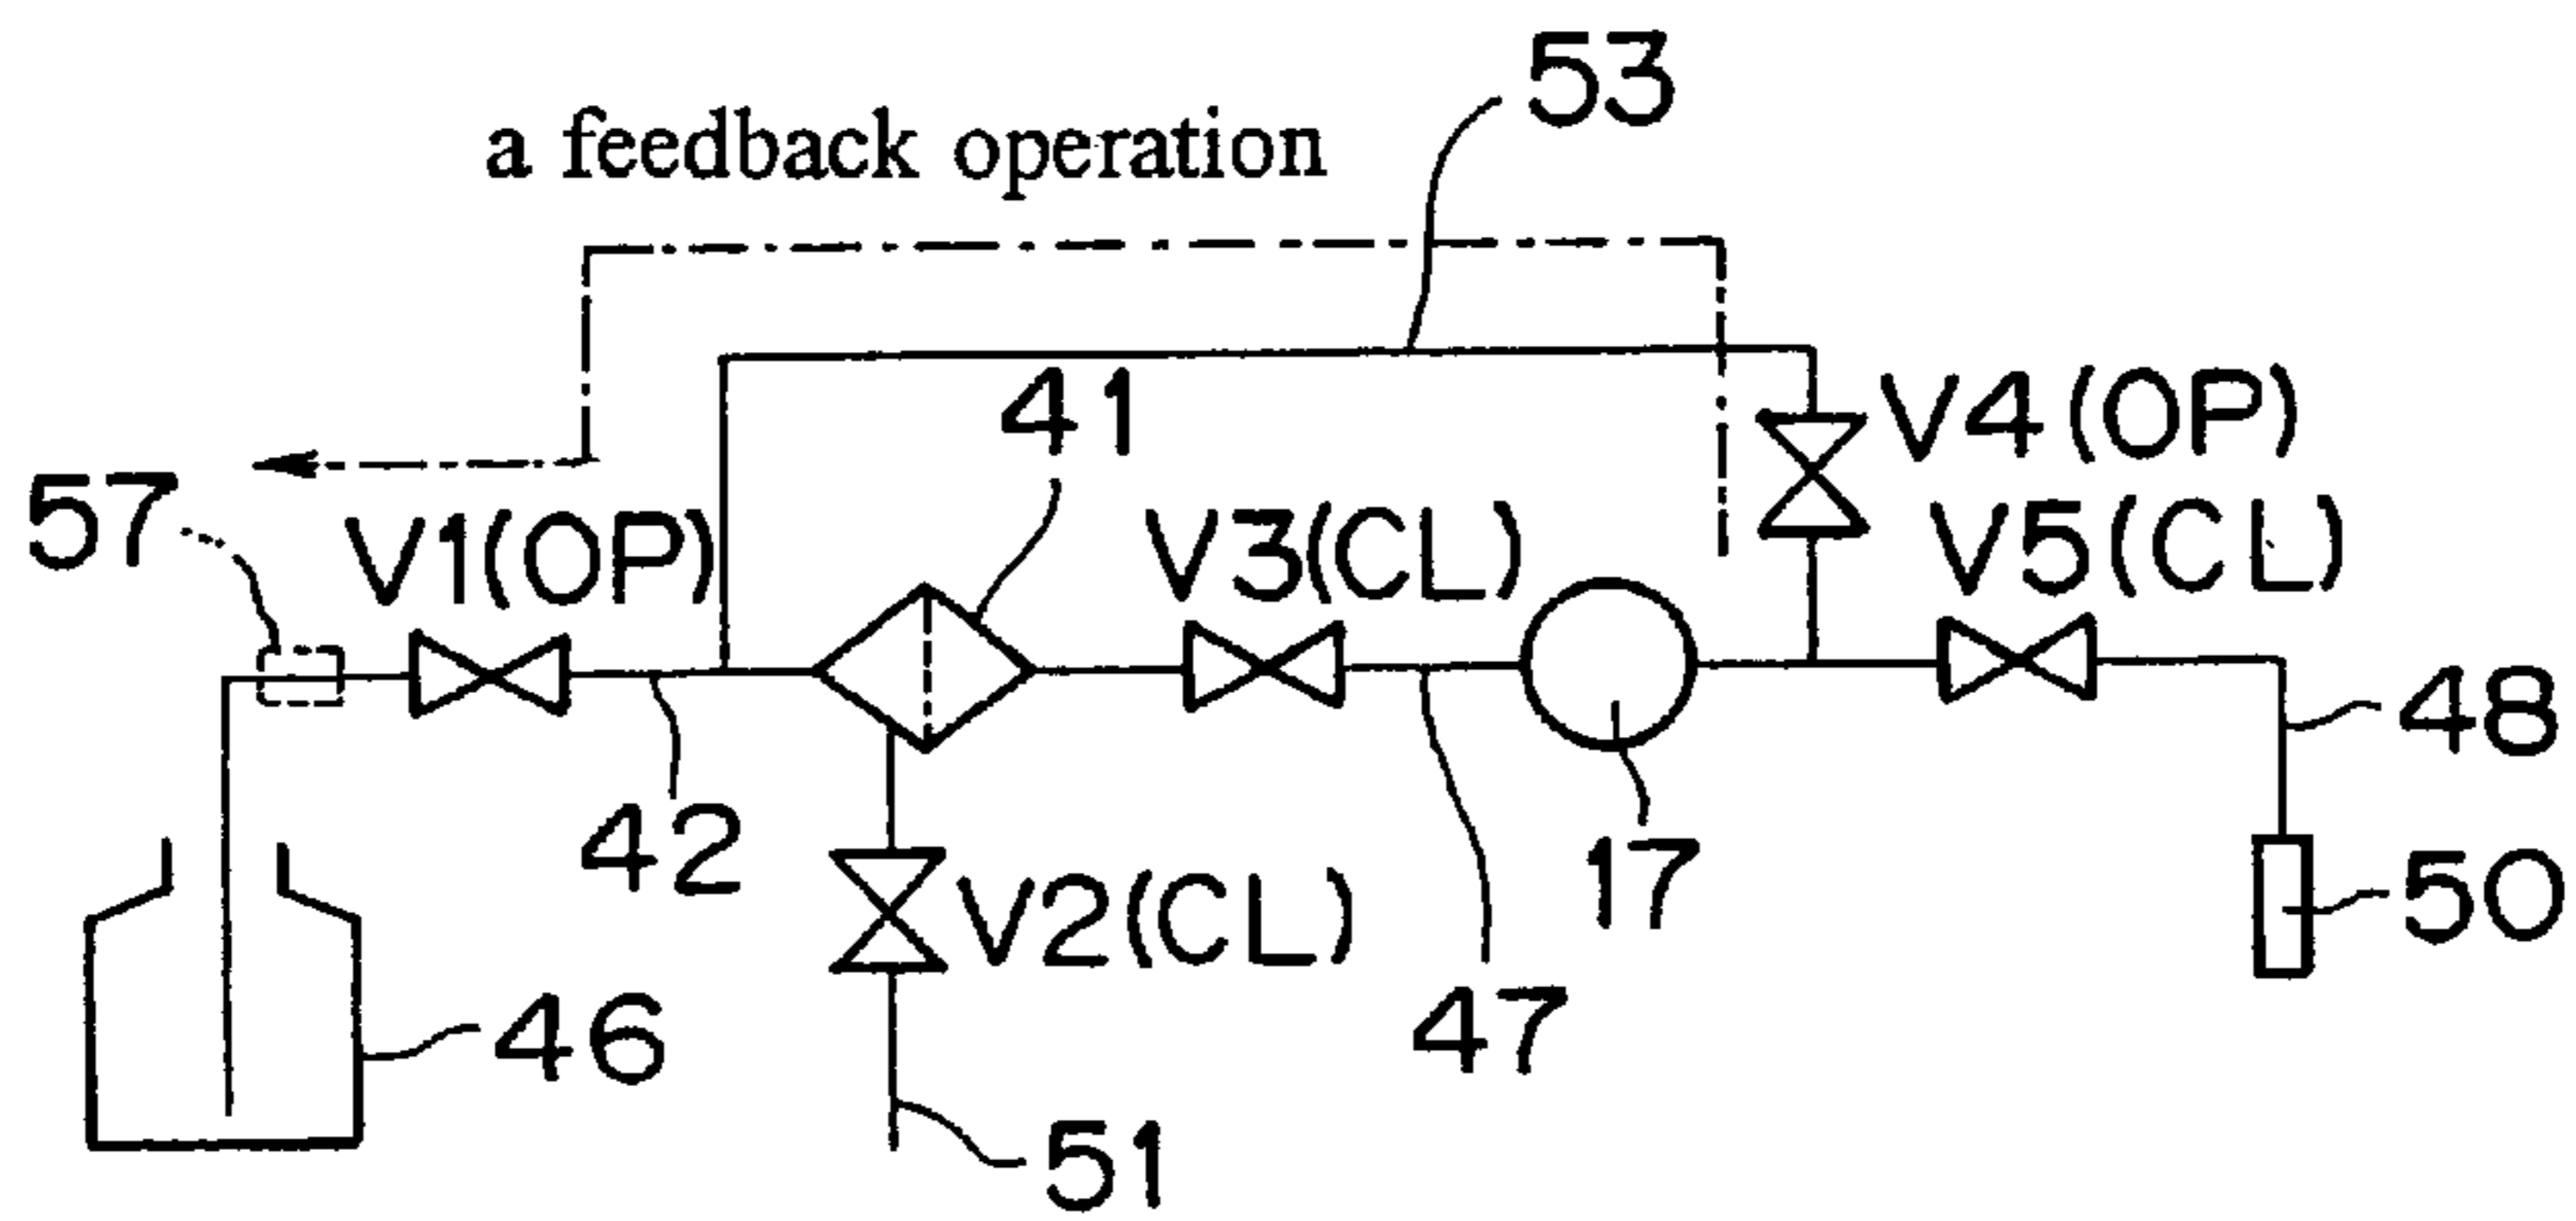 53
a feedback operation
41
V4(OP)
57
V1(OP)
V3(CL)
V5(CL)
48
42
17
V2(CL)
50
46
47
51